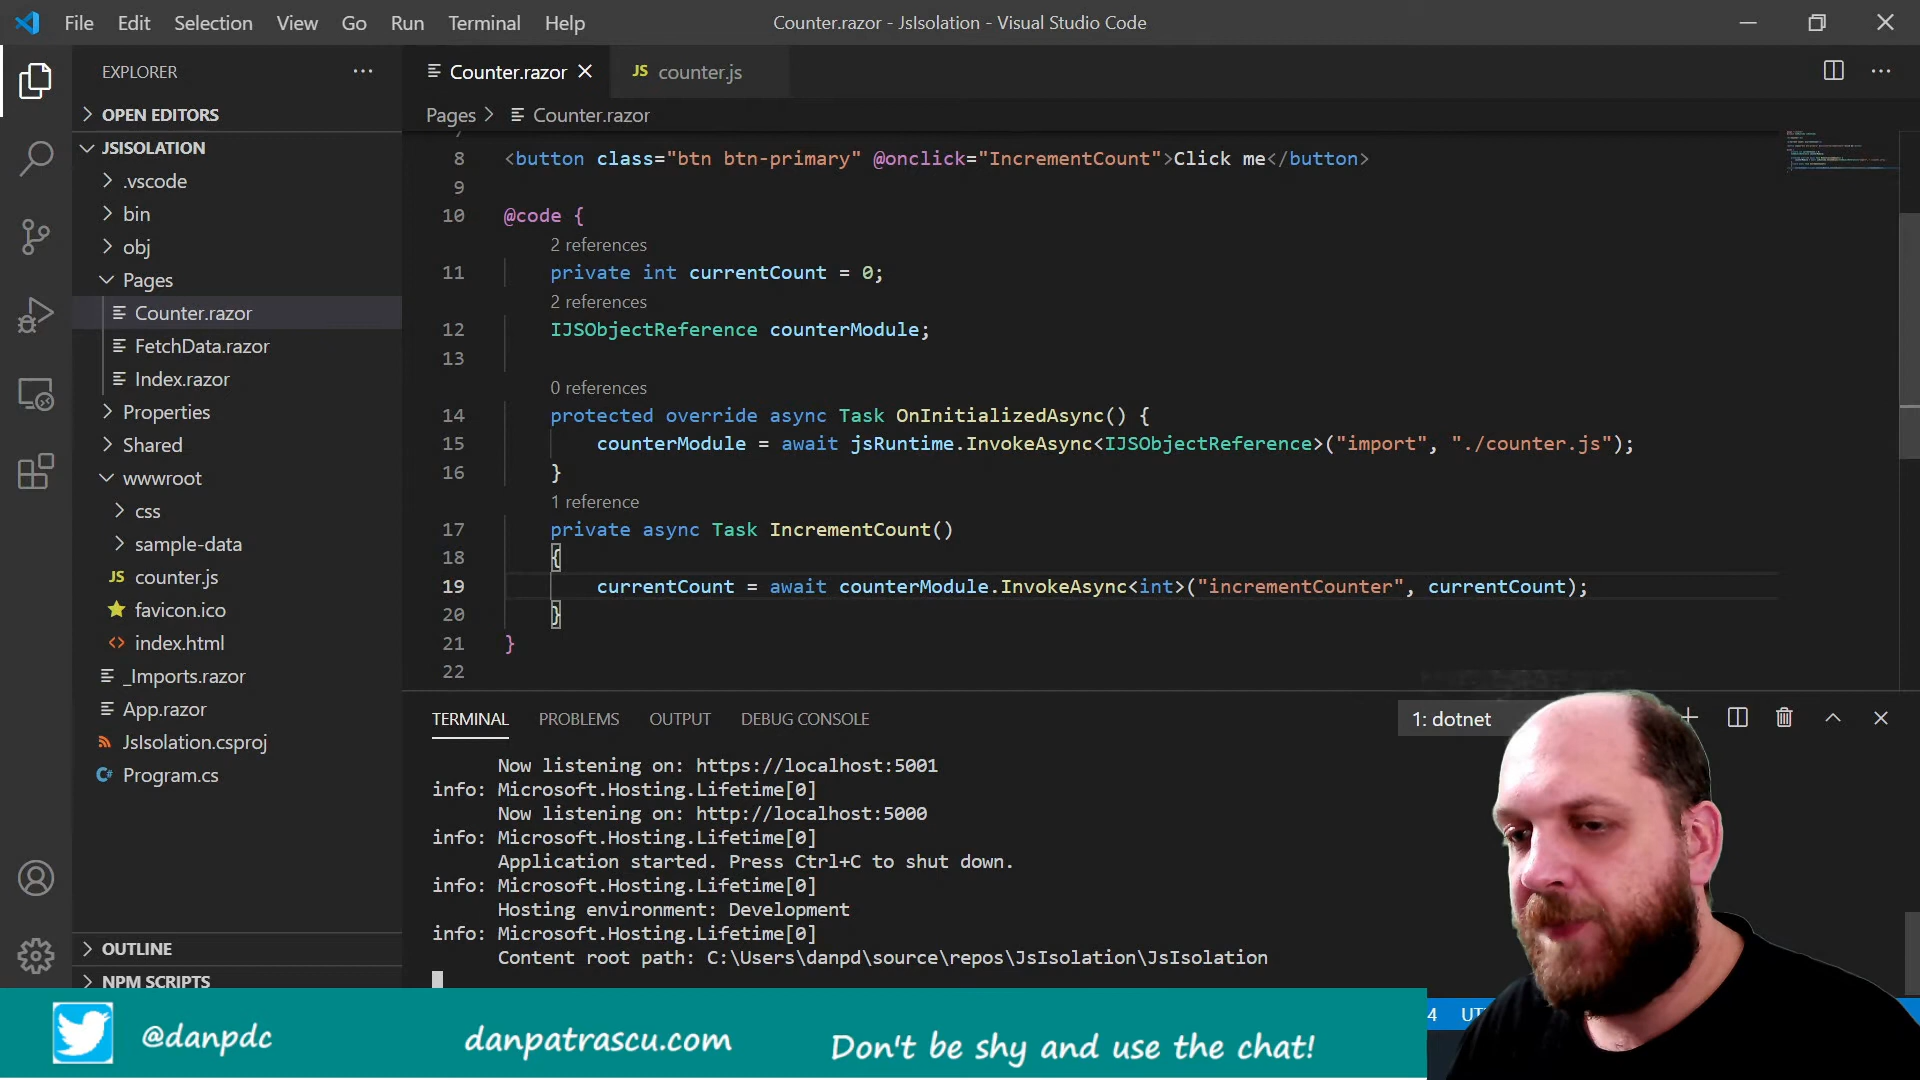 File Edit Selection View Go Run Terminal Help
Counter.razor - JsIsolation - Visual Studio Code
EXPLORER
OPEN EDITORS
JSISOLATION
.vscode
bin
obj
Pages
Counter.razor
FetchData.razor
Index.razor
Properties
Shared
wwwroot
css
sample-data
JS counter.js
favicon.ico
index.html
_Imports.razor
App.razor
JsIsolation.csproj
Program.cs
OUTLINE
NPM SCRIPTS
Counter.razor
JS counter.js
Pages > Counter.razor
8 <button class="btn btn-primary" @onclick="IncrementCount">Click me</button>
9
10 @code {
2 references
11 private int currentCount = 0;
2 references
12 IJSObjectReference counterModule;
13
0 references
14 protected override async Task OnInitializedAsync() {
15 counterModule = await jsRuntime.InvokeAsync<IJSObjectReference>("import", "./counter.js");
16 }
1 reference
17 private async Task IncrementCount()
18 {
19 currentCount = await counterModule.InvokeAsync<int>("incrementCounter", currentCount);
20 }
21 }
22
TERMINAL PROBLEMS OUTPUT DEBUG CONSOLE
1: dotnet
Now listening on: https://localhost:5001
info: Microsoft.Hosting.Lifetime[0]
Now listening on: http://localhost:5000
info: Microsoft.Hosting.Lifetime[0]
Application started. Press Ctrl+C to shut down.
info: Microsoft.Hosting.Lifetime[0]
Hosting environment: Development
info: Microsoft.Hosting.Lifetime[0]
Content root path: C:\Users\danpd\source\repos\JsIsolation\JsIsolation
@danpdc
danpatrascu.com
Don't be shy and use the chat!